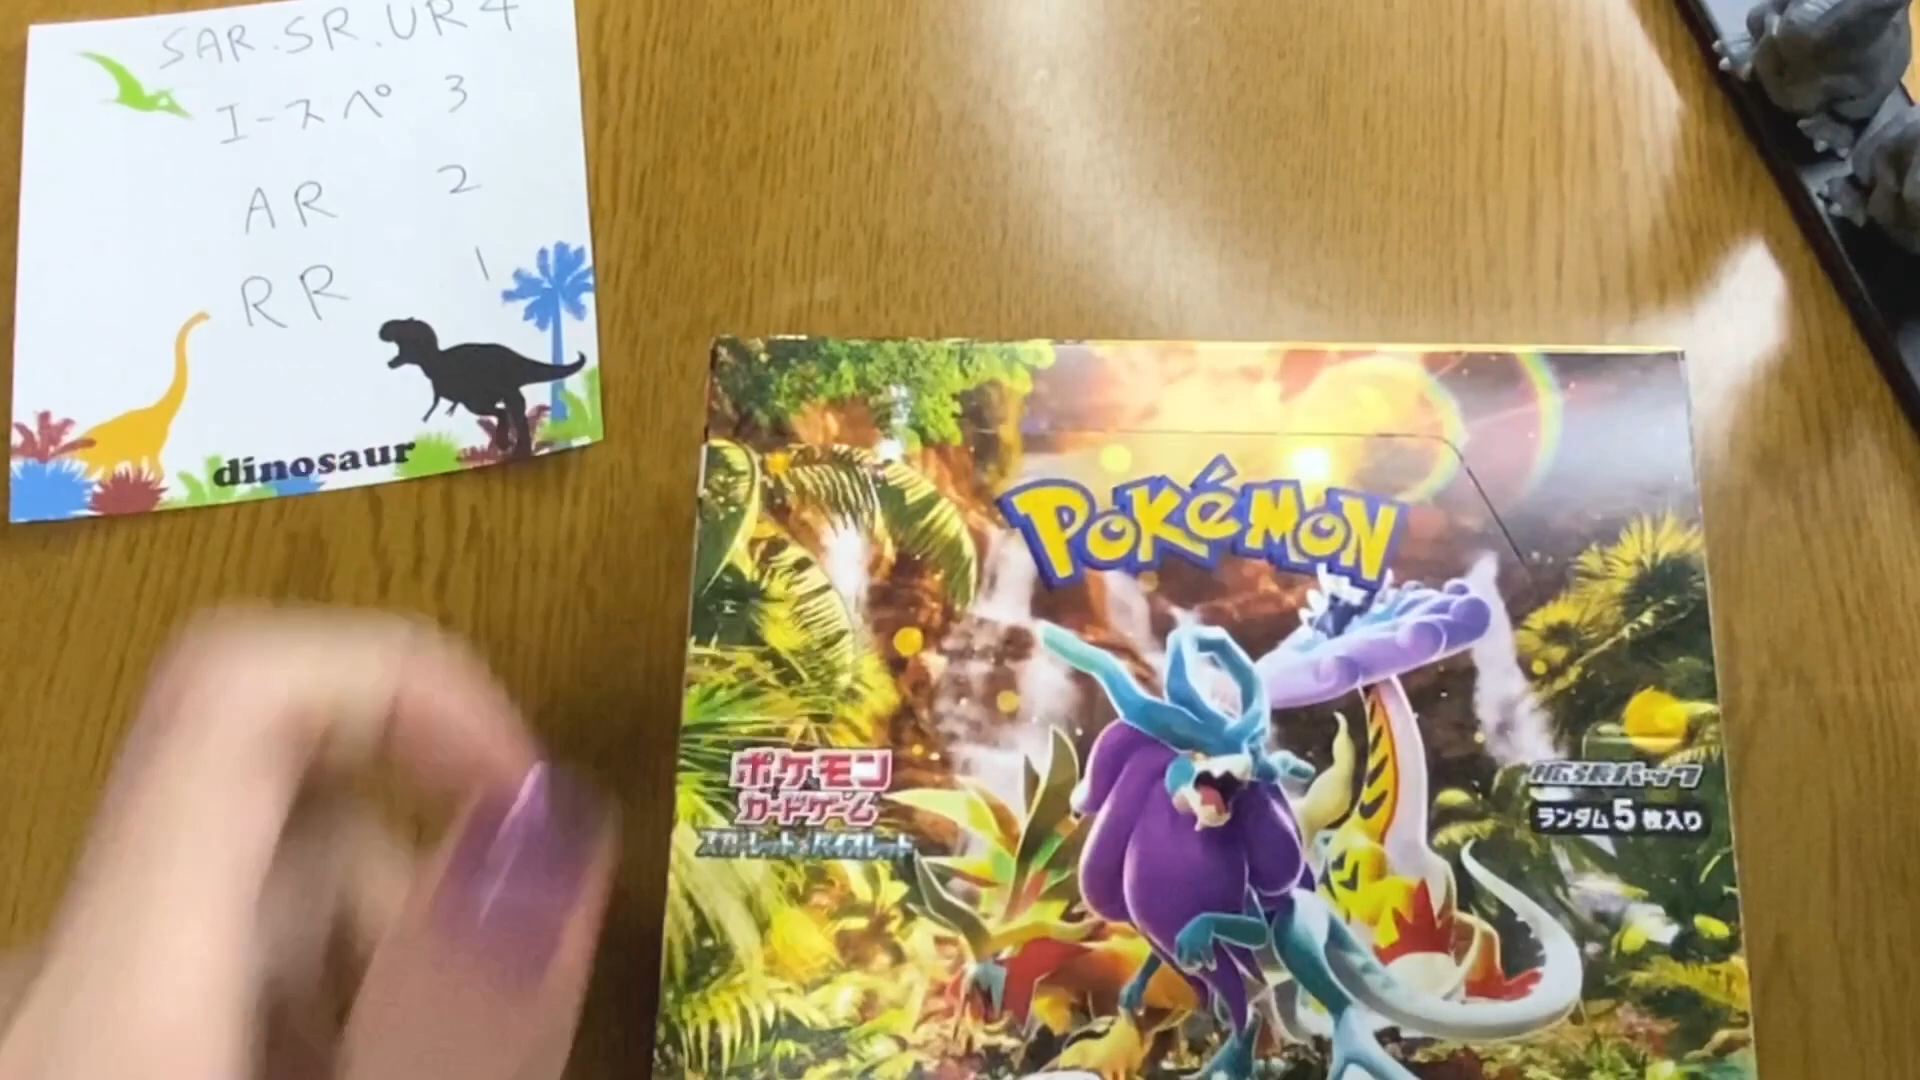 SAR.SR.UR 4
エースペ 3
AR 2
RR 1
dinosaur
POKÉMON
ポケモン
カードゲーム
スカーレット&バイオレット
拡張パック
ランダム5枚入り